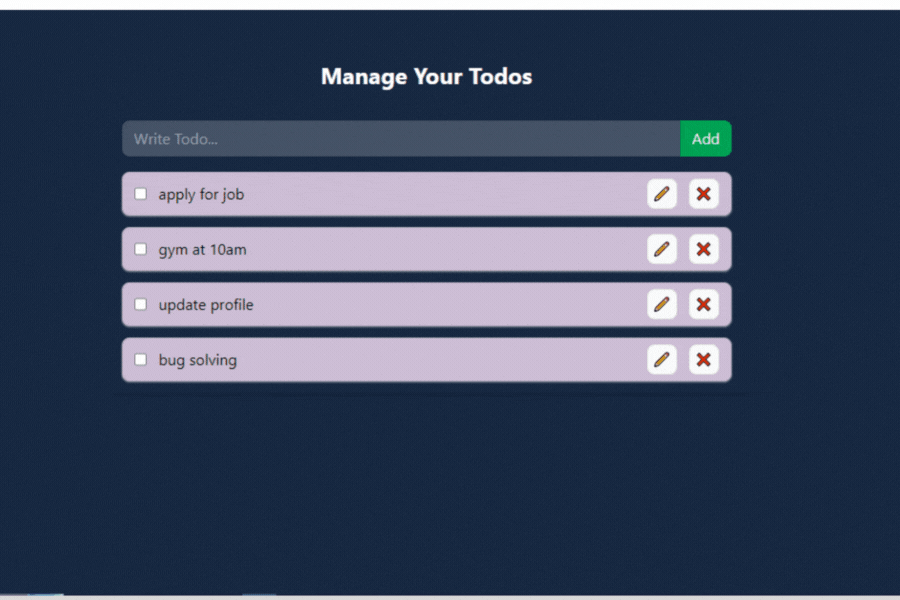 Manage Your Todos
Write Todo... Add
apply for job
gym at 10am
update profile
bug solving